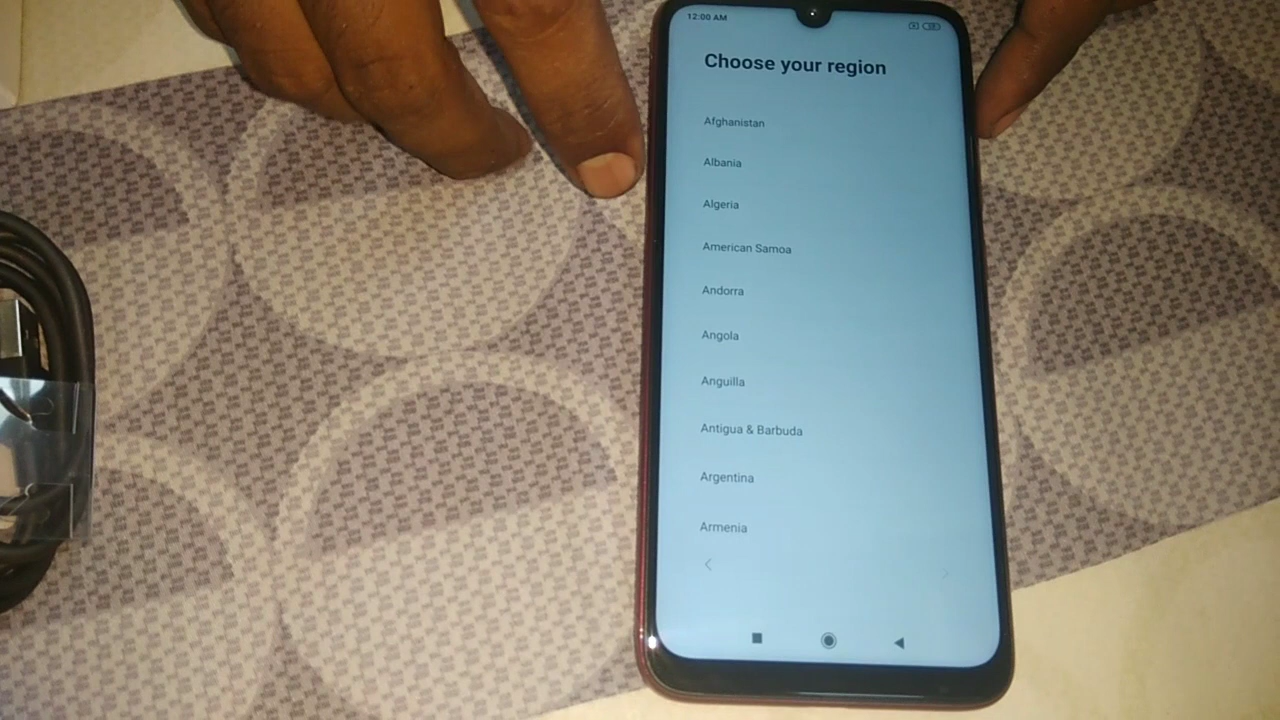 12:00 AM
Choose your region
Afghanistan
Albania
Algeria
American Samoa
Andorra
Angola
Anguilla
Antigua & Barbuda
Argentina
Armenia